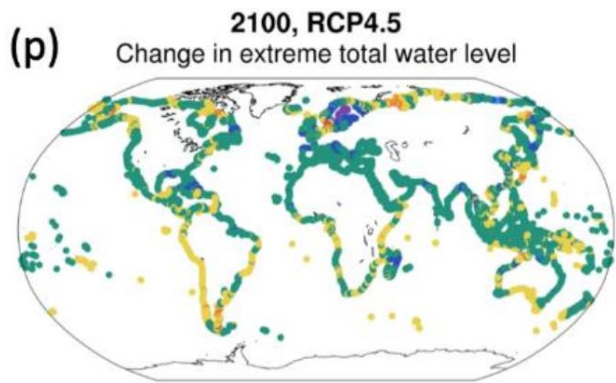 (p)
2100, RCP4.5
Change in extreme total water level